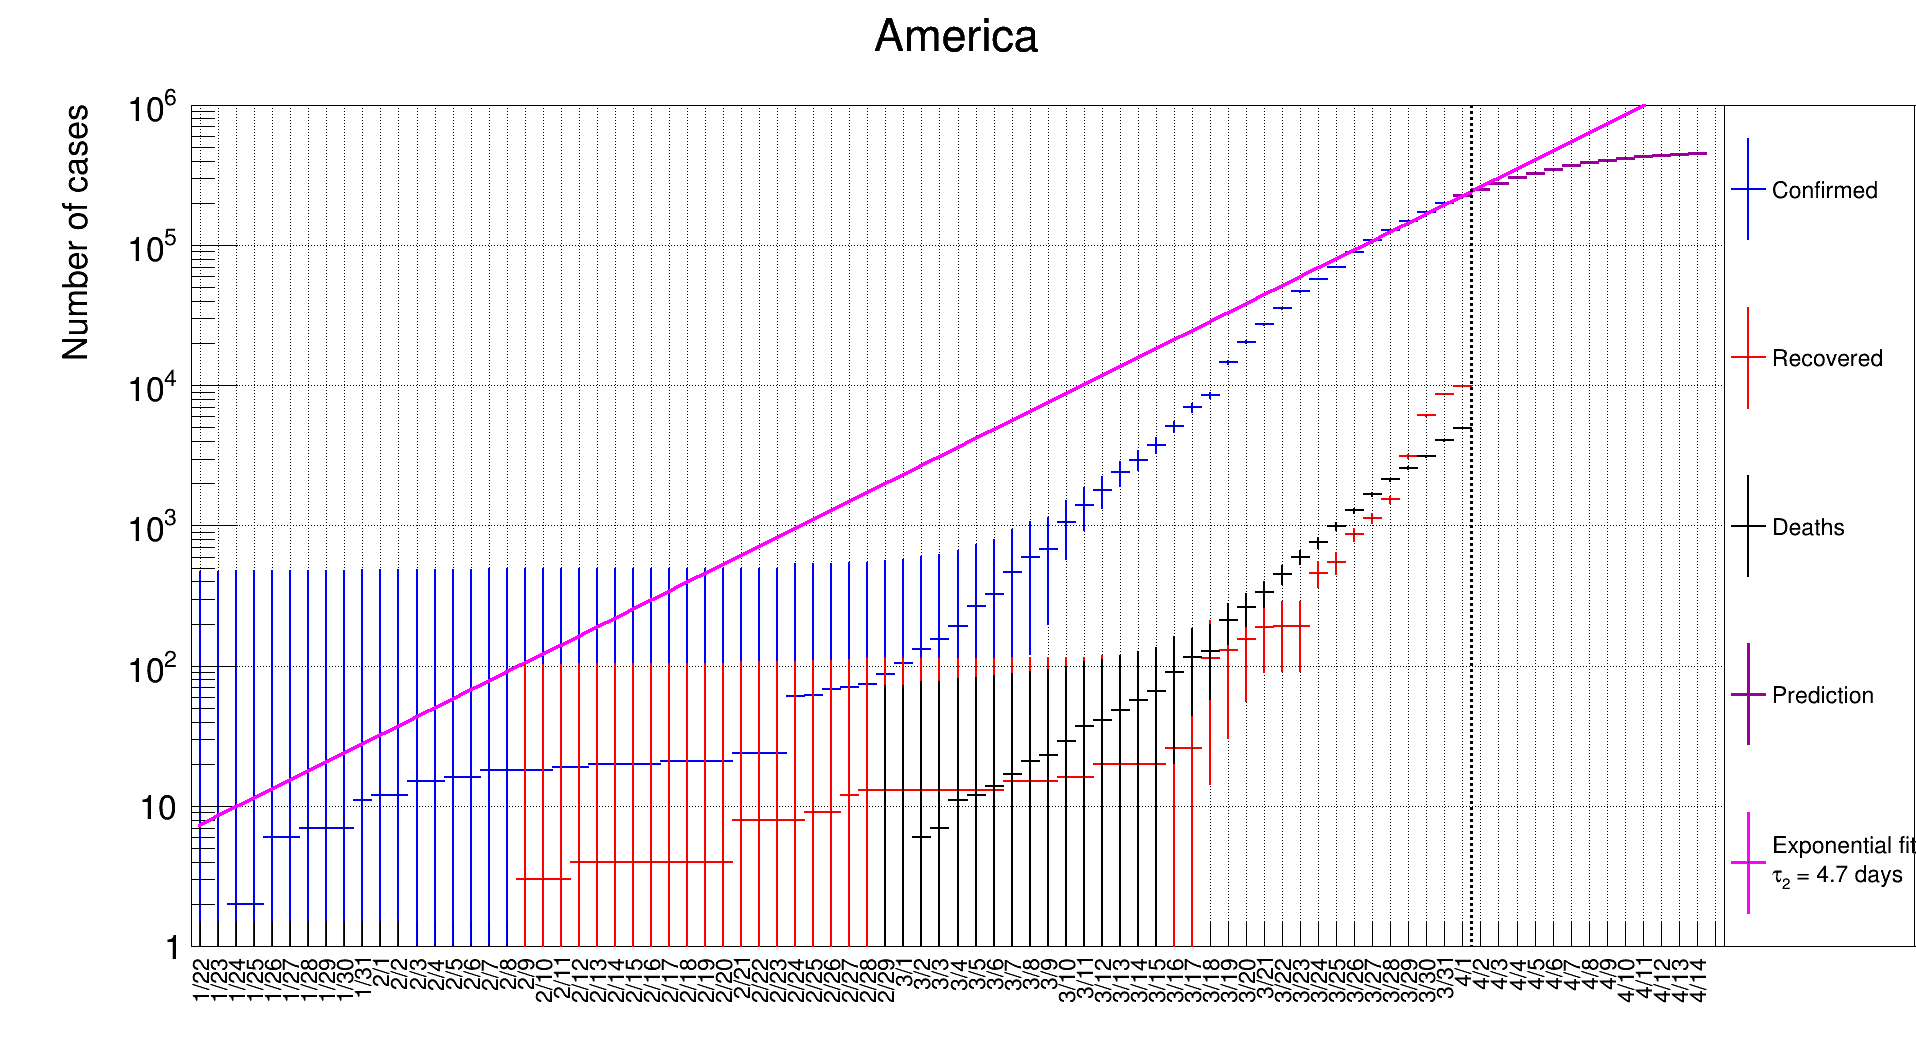 America
Number of cases
10^6
10^5
10^4
10^3
10^2
10
1
1/22 1/23 1/24 1/25 1/26 1/27 1/28 1/29 1/30 1/31 2/1 2/2 2/3 2/4 2/5 2/6 2/7 2/8 2/9 2/10 2/11 2/12 2/13 2/14 2/15 2/16 2/17 2/18 2/19 2/20 2/21 2/22 2/23 2/24 2/25 2/26 2/27 2/28 2/29 3/1 3/2 3/3 3/4 3/5 3/6 3/7 3/8 3/9 3/10 3/11 3/12 3/13 3/14 3/15 3/16 3/17 3/18 3/19 3/20 3/21 3/22 3/23 3/24 3/25 3/26 3/27 3/28 3/29 3/30 3/31 4/1 4/2 4/3 4/4 4/5 4/6 4/7 4/8 4/9 4/10 4/11 4/12 4/13 4/14
Confirmed
Recovered
Deaths
Prediction
Exponential fit
τ₂ = 4.7 days